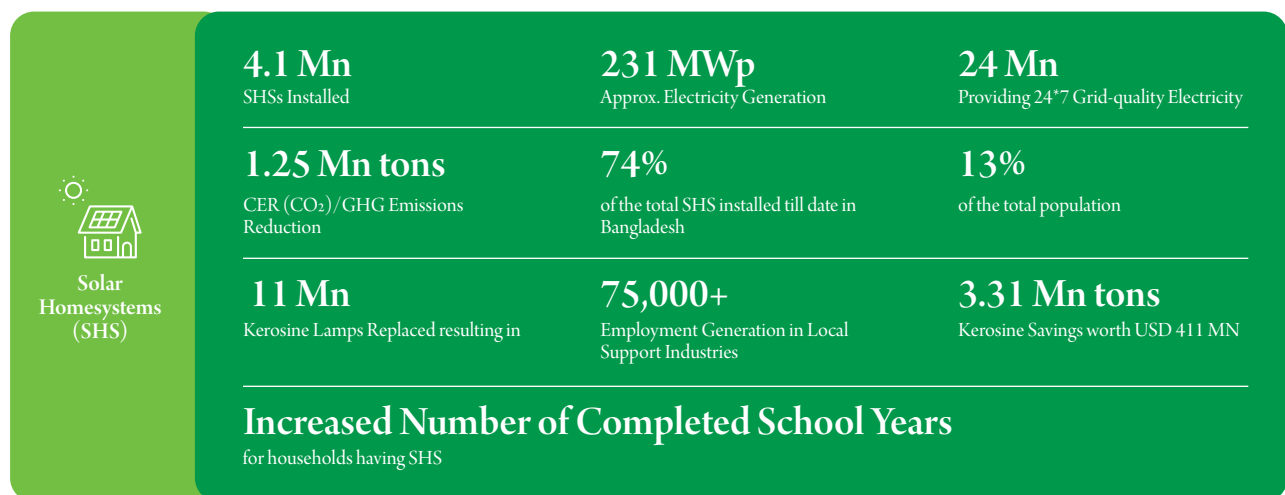 Solar
Homesystems
(SHS)
4.1 Mn
SHSs Installed
231 MWp
Approx. Electricity Generation
24 Mn
Providing 24*7 Grid-quality Electricity
1.25 Mn tons
CER (CO₂)/GHG Emissions
Reduction
74%
of the total SHS installed till date in
Bangladesh
13%
of the total population
11 Mn
Kerosine Lamps Replaced resulting in
75,000+
Employment Generation in Local
Support Industries
3.31 Mn tons
Kerosine Savings worth USD 411 MN
Increased Number of Completed School Years
for households having SHS